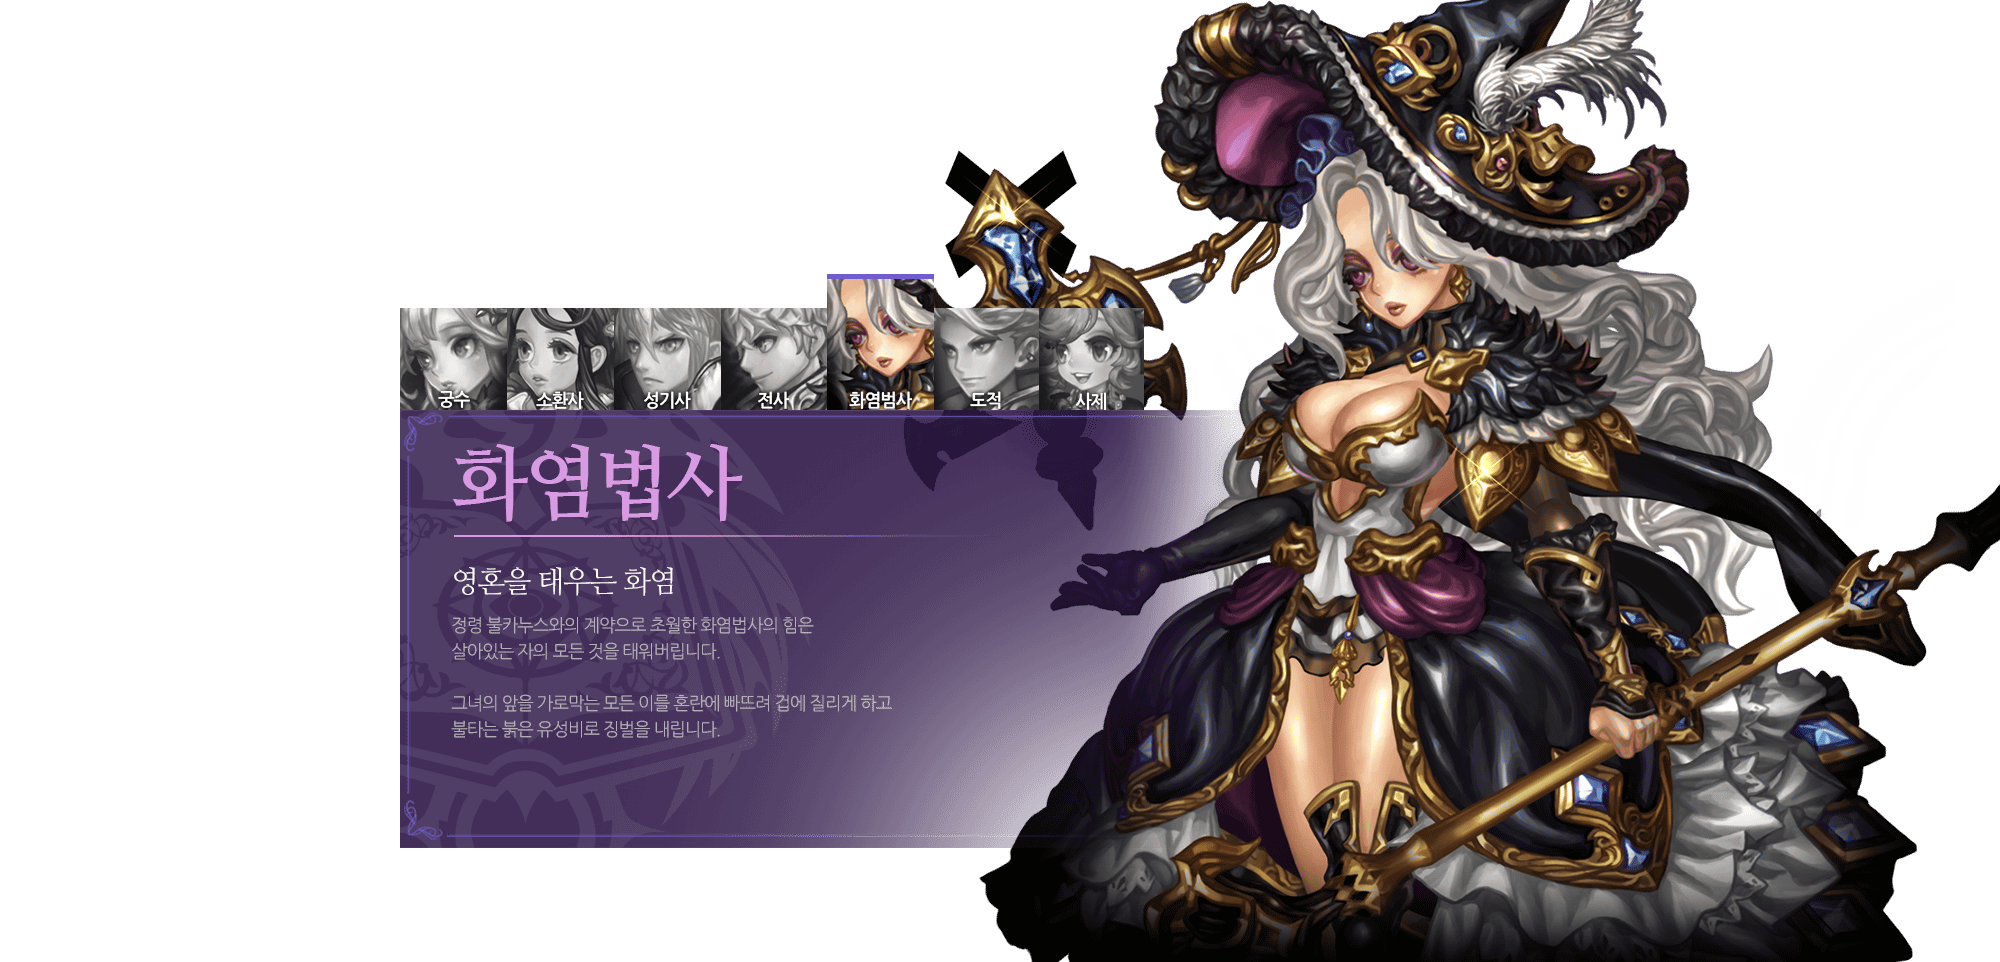 궁수
소환사
성기사
전사
화염법사
도적
사제
화염법사
영혼을 태우는 화염
정령 불카누스와의 계약으로 초월한 화염법사의 힘은
살아있는 자의 모든 것을 태워버립니다.
그녀의 앞을 가로막는 모든 이를 혼란에 빠뜨려 겁에 질리게 하고
불타는 붉은 유성비로 징벌을 내립니다.